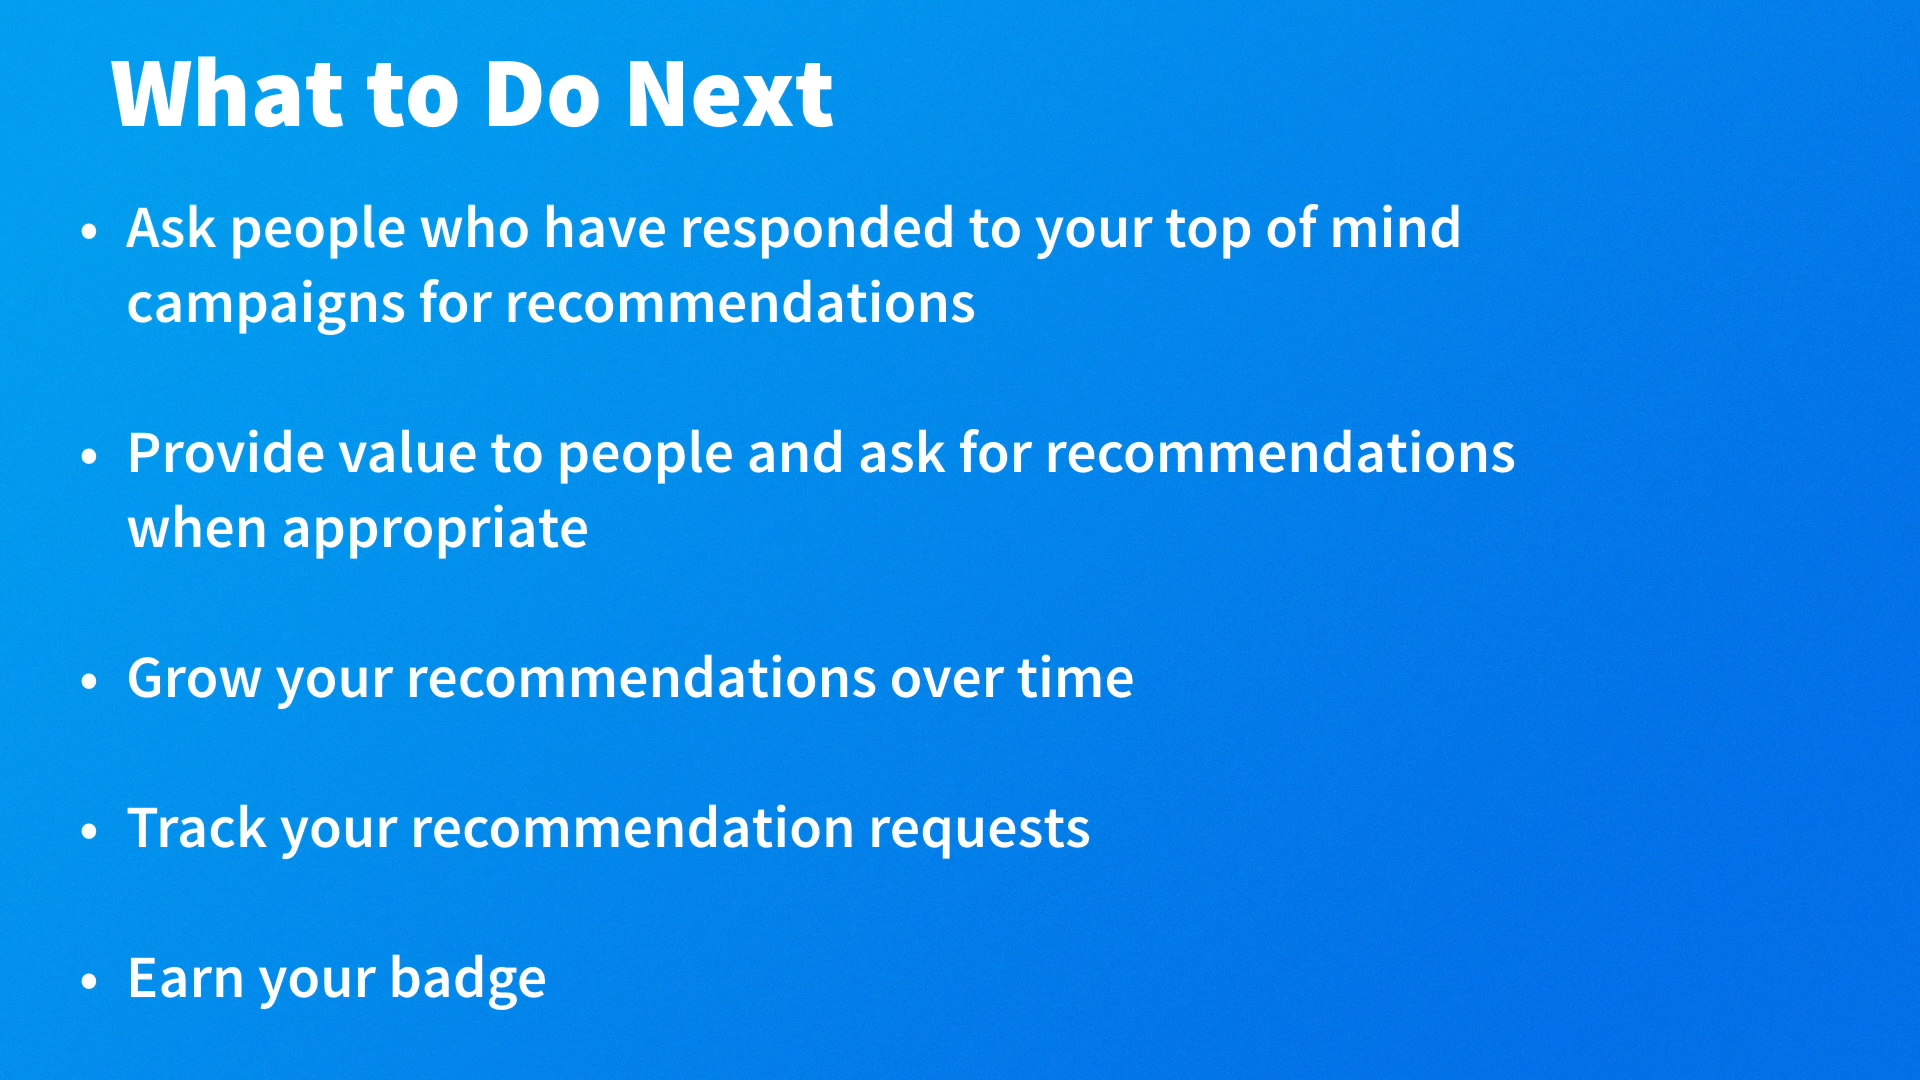 What to Do Next
• Ask people who have responded to your top of mind
campaigns for recommendations
• Provide value to people and ask for recommendations
when appropriate
• Grow your recommendations over time
• Track your recommendation requests
• Earn your badge